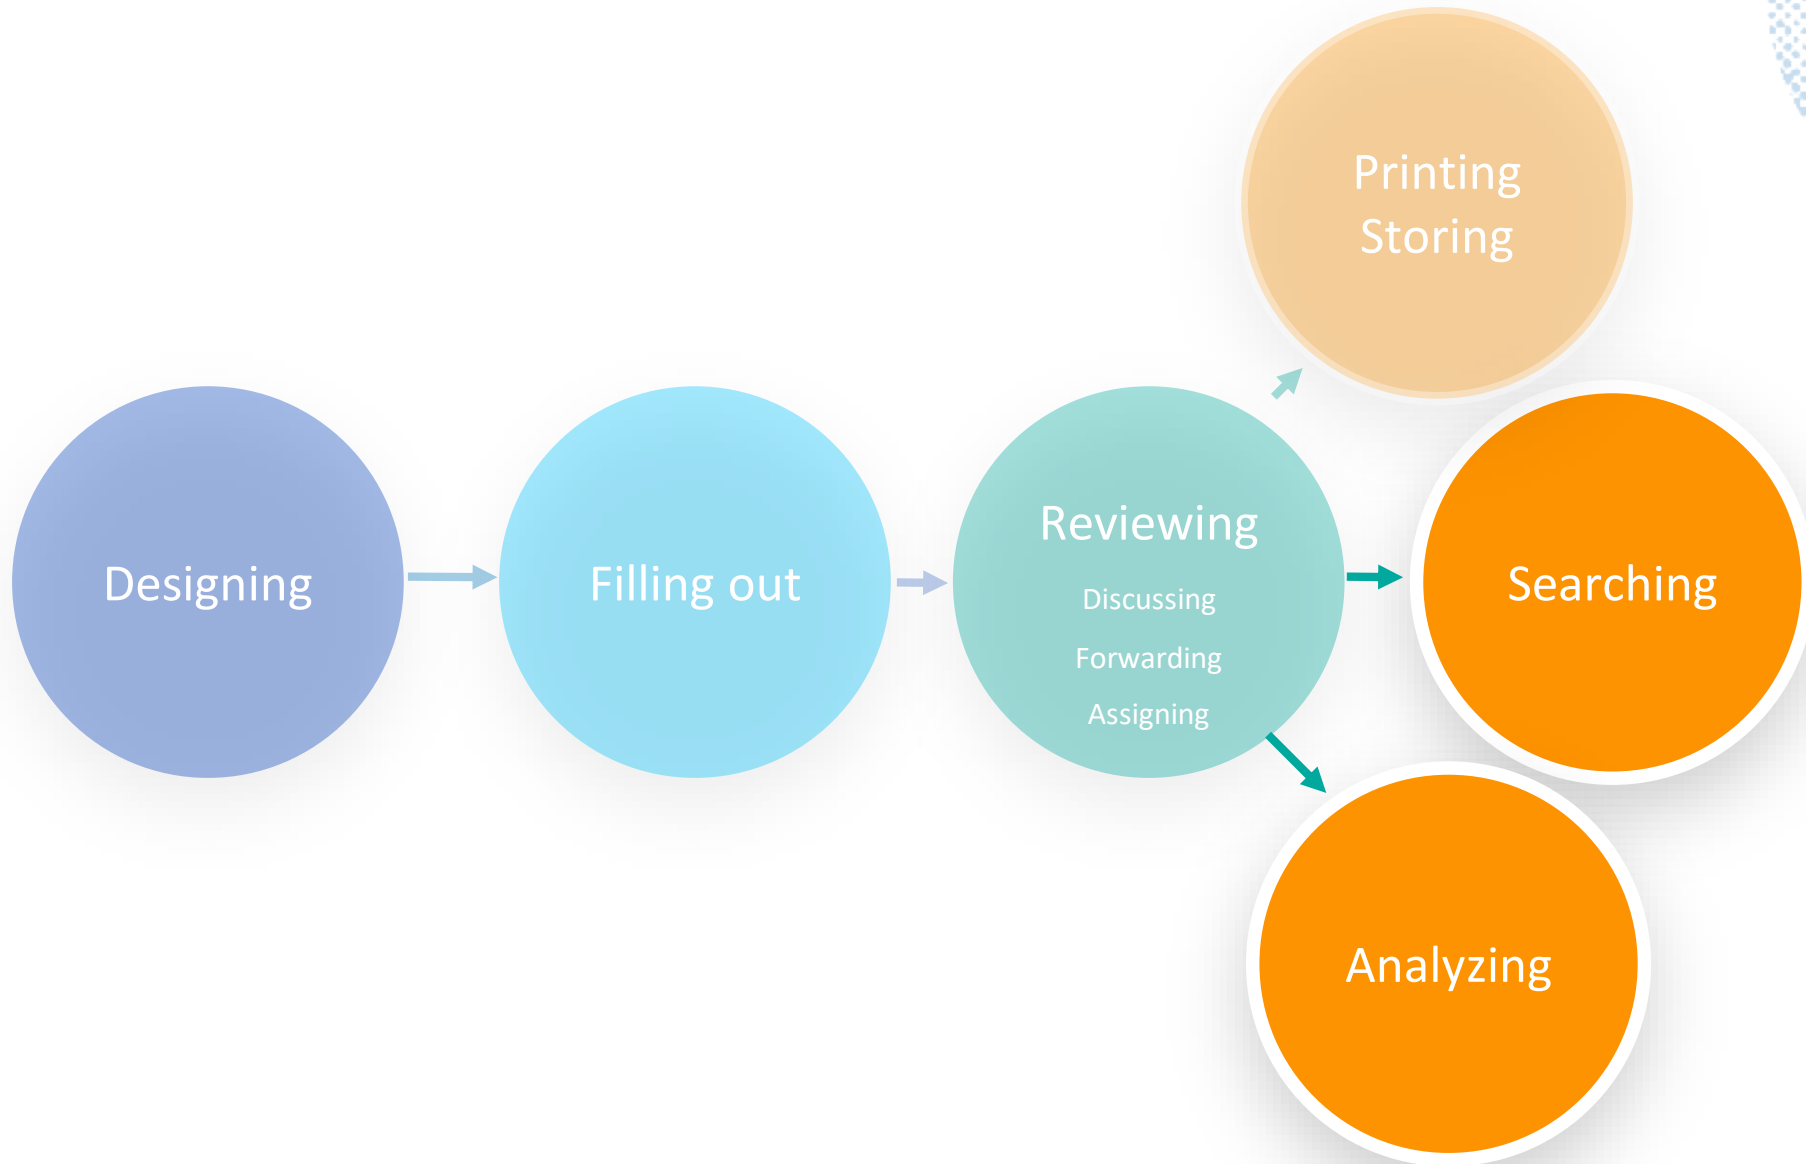 Designing
Filling out
Reviewing
Discussing
Forwarding
Assigning
Printing
Storing
Searching
Analyzing